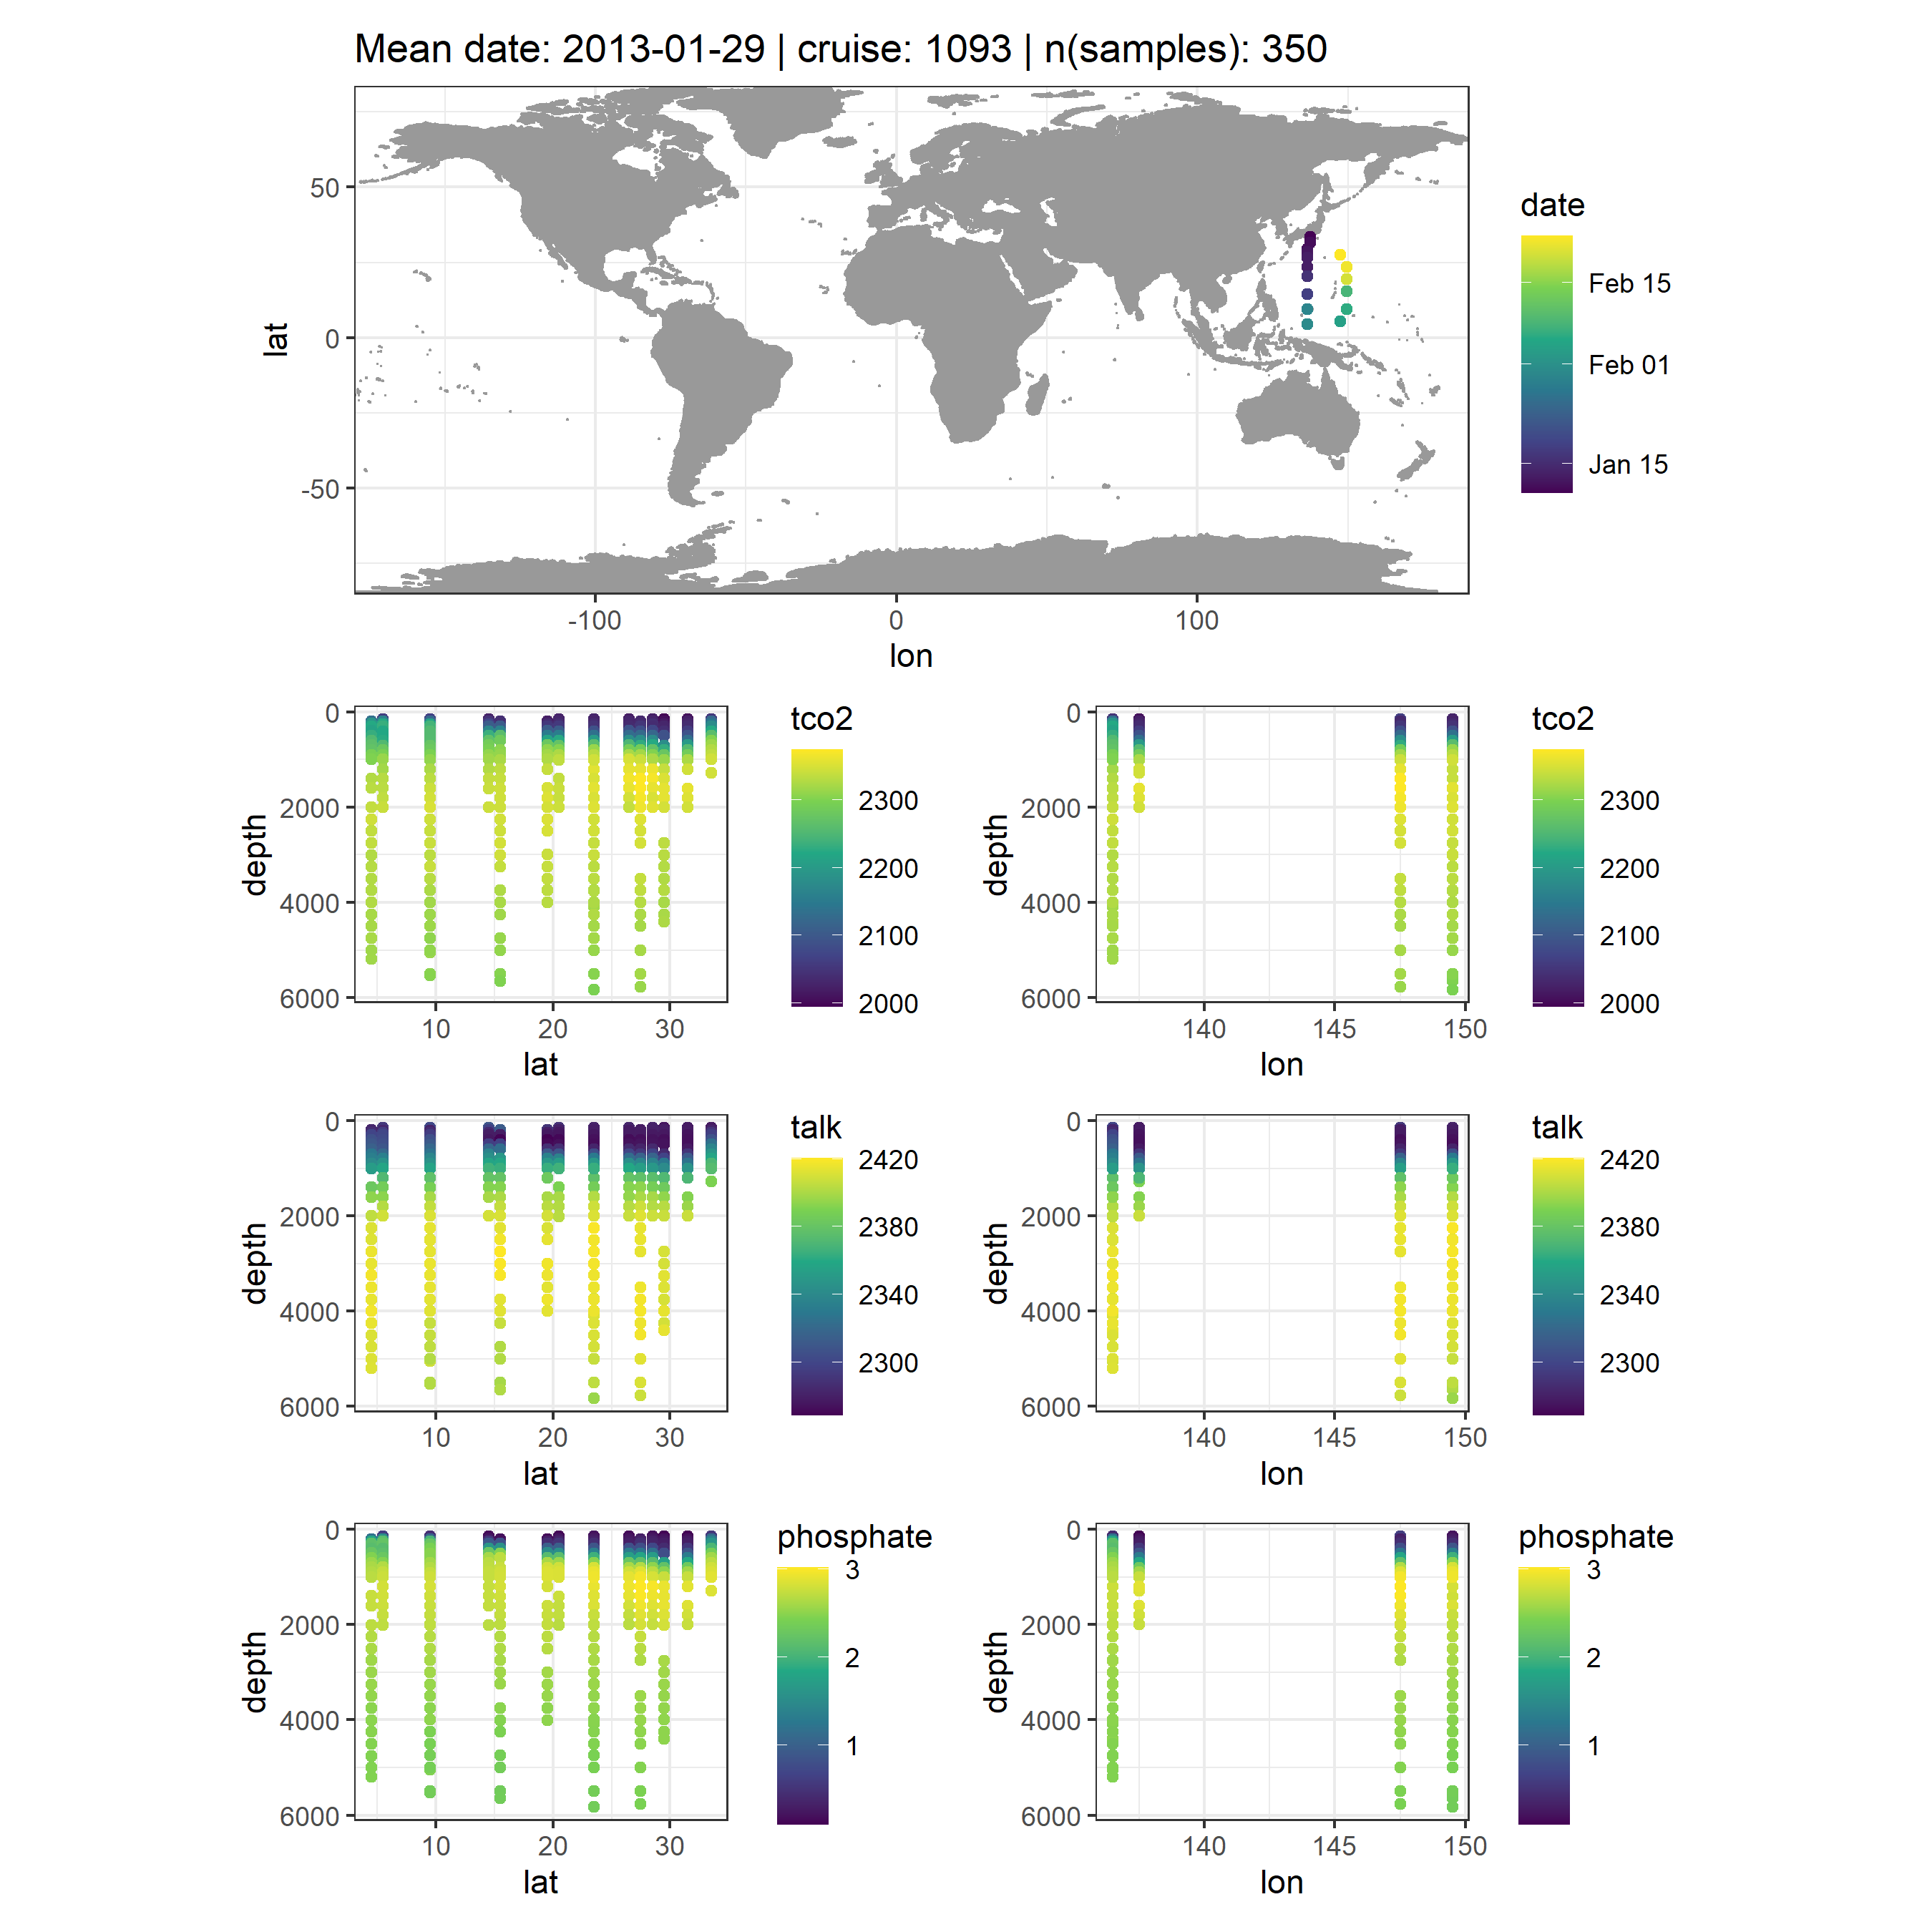 Mean date: 2013-01-29 | cruise: 1093 | n(samples): 350
lat
50
0
-50
-100
0
100
lon
date
Feb 15
Feb 01
Jan 15
depth
0
2000
4000
6000
10
20
30
lat
tco2
2300
2200
2100
2000
depth
0
2000
4000
6000
140
145
150
lon
tco2
2300
2200
2100
2000
depth
0
2000
4000
6000
10
20
30
lat
talk
2420
2380
2340
2300
depth
0
2000
4000
6000
140
145
150
lon
talk
2420
2380
2340
2300
depth
0
2000
4000
6000
10
20
30
lat
phosphate
3
2
1
depth
0
2000
4000
6000
140
145
150
lon
phosphate
3
2
1